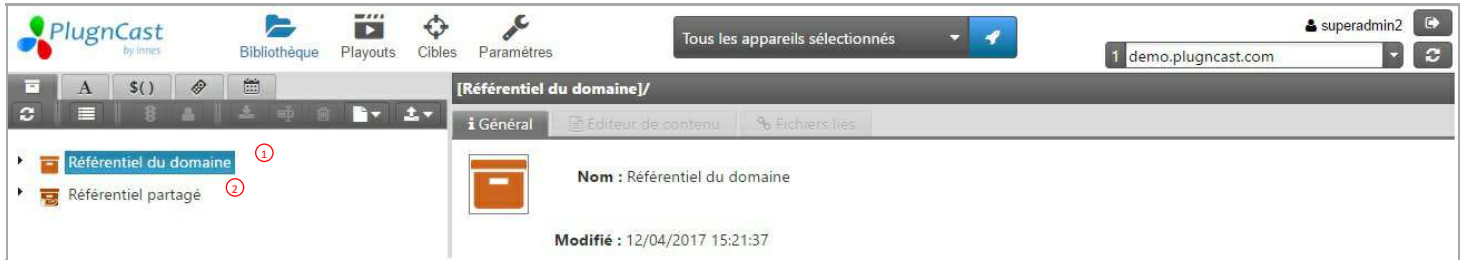 PlugnCast
by innes
Bibliothèque Playouts Cibles Paramètres
Tous les appareils sélectionnés
superadmin2
1 demo.plugncast.com
A $()
[Référentiel du domaine]/
i Général Éditeur de contenu Fichiers liés
Référentiel du domaine 1
Référentiel partagé 2
Nom : Référentiel du domaine
Modifié : 12/04/2017 15:21:37